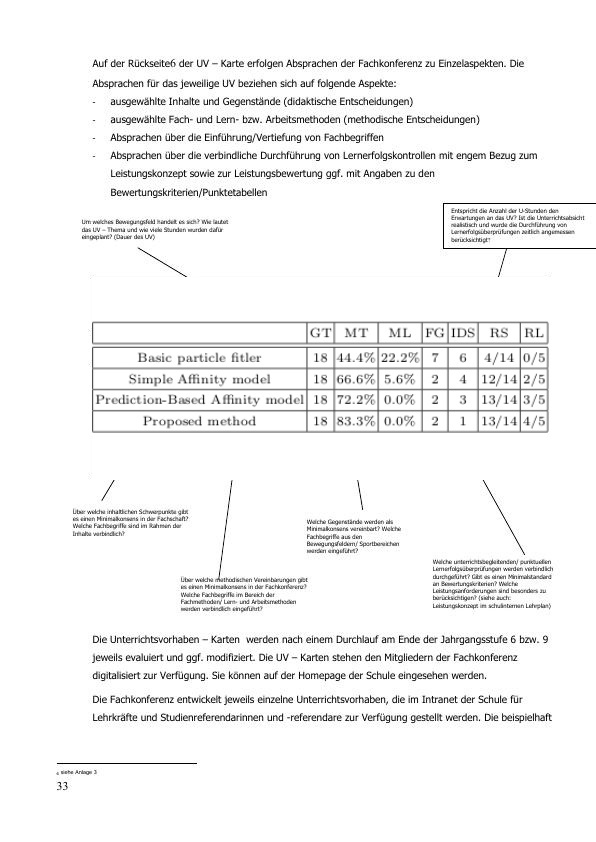 Auf der Rückseite6 der UV – Karte erfolgen Absprachen der Fachkonferenz zu Einzelaspekten. Die
Absprachen für das jeweilige UV beziehen sich auf folgende Aspekte:
- ausgewählte Inhalte und Gegenstände (didaktische Entscheidungen)
- ausgewählte Fach- und Lern- bzw. Arbeitsmethoden (methodische Entscheidungen)
- Absprachen über die Einführung/Vertiefung von Fachbegriffen
- Absprachen über die verbindliche Durchführung von Lernerfolgskontrollen mit engem Bezug zum
Leistungskonzept sowie zur Leistungsbewertung ggf. mit Angaben zu den
Bewertungskriterien/Punktetabellen
Um welches Bewegungsfeld handelt es sich? Wie lautet
das UV – Thema und wie viele Stunden wurden dafür
eingeplant? (Dauer des UV)
Entspricht die Anzahl der U-Stunden den
Erwartungen an das UV? Ist die Unterrichtsabsicht
realistisch und wurde die Durchführung von
Lernerfolgsüberprüfungen zeitlich angemessen
berücksichtigt?
GT MT ML FG IDS RS RL
Basic particle fitler 18 44.4% 22.2% 7 6 4/14 0/5
Simple Affinity model 18 66.6% 5.6% 2 4 12/14 2/5
Prediction-Based Affinity model 18 72.2% 0.0% 2 3 13/14 3/5
Proposed method 18 83.3% 0.0% 2 1 13/14 4/5
Über welche inhaltlichen Schwerpunkte gibt
es einen Minimalkonsens in der Fachschaft?
Welche Fachbegriffe sind im Rahmen der
Inhalte verbindlich?
Über welche methodischen Vereinbarungen gibt
es einen Minimalkonsens in der Fachkonferenz?
Welche Fachbegriffe im Bereich der
Fachmethoden/ Lern- und Arbeitsmethoden
werden verbindlich eingeführt?
Welche Gegenstände werden als
Minimalkonsens vereinbart? Welche
Fachbegriffe aus den
Bewegungsfeldern/ Sportbereichen
werden eingeführt?
Welche unterrichtsbegleitenden/ punktuellen
Lernerfolgsüberprüfungen werden verbindlich
durchgeführt? Gibt es einen Minimalstandard
an Bewertungskriterien? Welche
Leistungsanforderungen sind besonders zu
berücksichtigen? (siehe auch:
Leistungskonzept im schulinternen Lehrplan)
Die Unterrichtsvorhaben – Karten werden nach einem Durchlauf am Ende der Jahrgangsstufe 6 bzw. 9
jeweils evaluiert und ggf. modifiziert. Die UV – Karten stehen den Mitgliedern der Fachkonferenz
digitalisiert zur Verfügung. Sie können auf der Homepage der Schule eingesehen werden.
Die Fachkonferenz entwickelt jeweils einzelne Unterrichtsvorhaben, die im Intranet der Schule für
Lehrkräfte und Studienreferendarinnen und -referendare zur Verfügung gestellt werden. Die beispielhaft
6 siehe Anlage 3
33